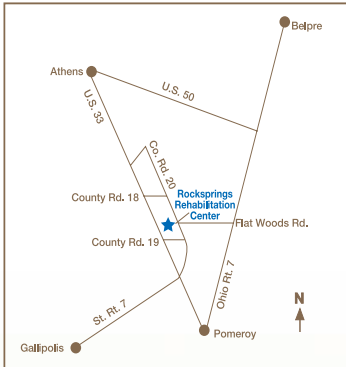 Belpre
Athens
U.S. 50
U.S. 33
Co. Rd. 20
Rocksprings
Rehabilitation
Center
County Rd. 18
Flat Woods Rd.
County Rd. 19
Ohio Rt. 7
St. Rt. 7
N
Pomeroy
Gallipolis